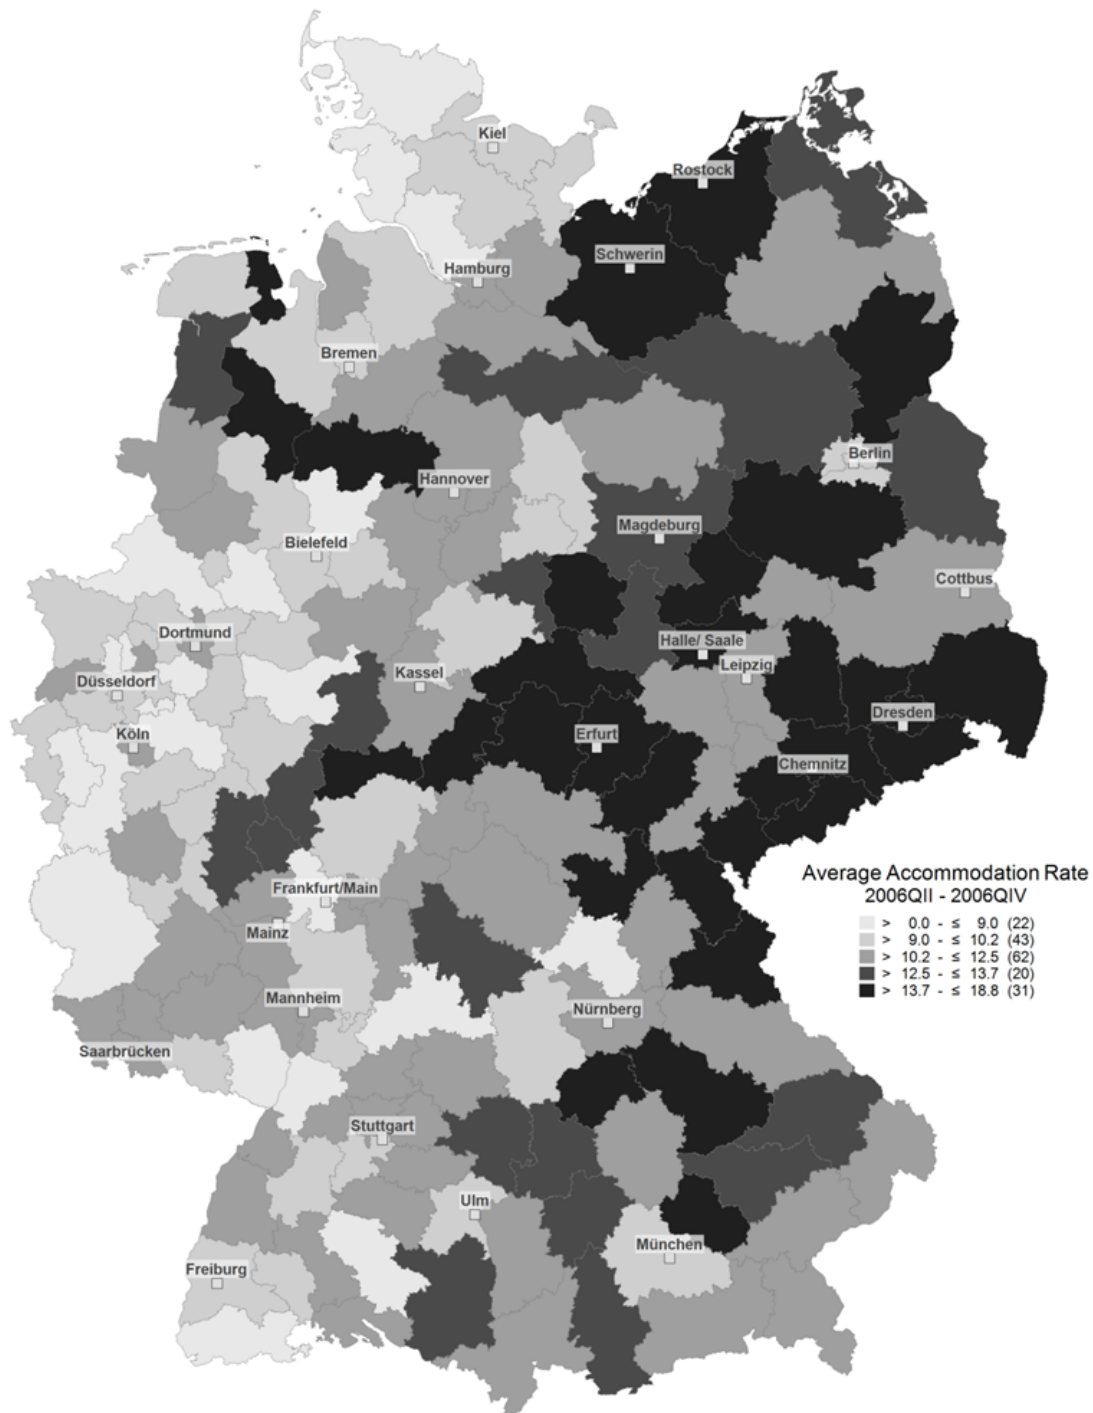 Kiel
Rostock
Schwerin
Hamburg
Bremen
Berlin
Hannover
Magdeburg
Bielefeld
Cottbus
Dortmund
Halle/ Saale
Leipzig
Kassel
Düsseldorf
Dresden
Köln
Erfurt
Chemnitz
Average Accommodation Rate
2006QII - 2006QIV
> 0.0 - ≤ 9.0 (22)
> 9.0 - ≤ 10.2 (43)
> 10.2 - ≤ 12.5 (62)
> 12.5 - ≤ 13.7 (20)
> 13.7 - ≤ 18.8 (31)
Frankfurt/Main
Mainz
Mannheim
Nürnberg
Saarbrücken
Stuttgart
Ulm
München
Freiburg